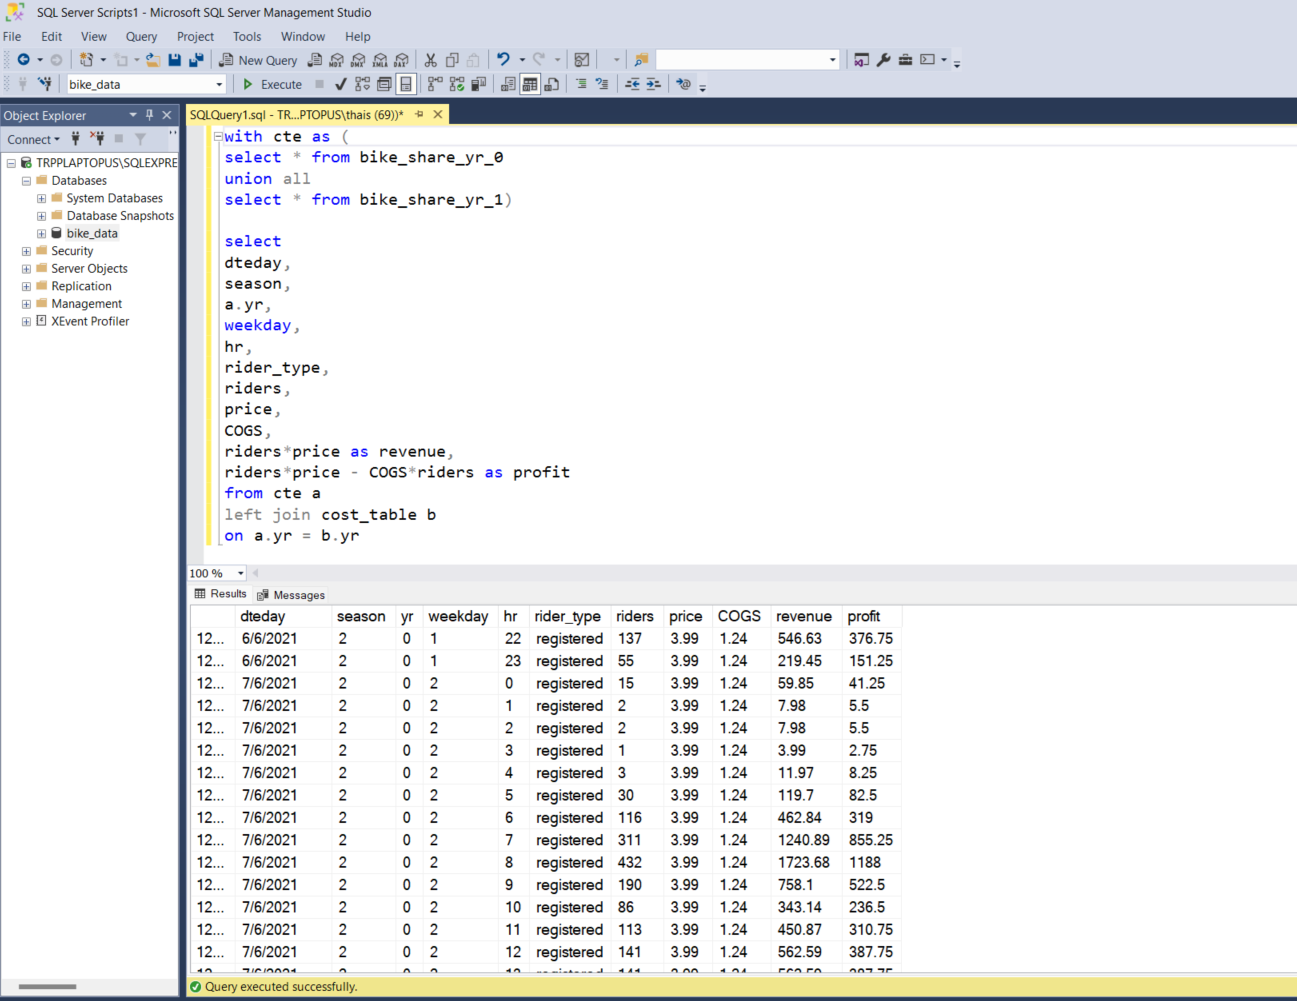 SQL Server Scripts1 - Microsoft SQL Server Management Studio
File Edit View Query Project Tools Window Help
New Query MDX DMX XMLA DAX
bike_data Execute
Object Explorer
Connect
TRPPLAPTOPUS\SQLEXPRE
Databases
System Databases
Database Snapshots
bike_data
Security
Server Objects
Replication
Management
XEvent Profiler
SQLQuery1.sql - TR...PTOPUS\thais (69))*
with cte as (
select * from bike_share_yr_0
union all
select * from bike_share_yr_1)
select
dteday,
season,
a.yr,
weekday,
hr,
rider_type,
riders,
price,
COGS,
riders*price as revenue,
riders*price - COGS*riders as profit
from cte a
left join cost_table b
on a.yr = b.yr
100 %
Results Messages
dteday season yr weekday hr rider_type riders price COGS revenue profit
12... 6/6/2021 2 0 1 22 registered 137 3.99 1.24 546.63 376.75
12... 6/6/2021 2 0 1 23 registered 55 3.99 1.24 219.45 151.25
12... 7/6/2021 2 0 2 0 registered 15 3.99 1.24 59.85 41.25
12... 7/6/2021 2 0 2 1 registered 2 3.99 1.24 7.98 5.5
12... 7/6/2021 2 0 2 2 registered 2 3.99 1.24 7.98 5.5
12... 7/6/2021 2 0 2 3 registered 1 3.99 1.24 3.99 2.75
12... 7/6/2021 2 0 2 4 registered 3 3.99 1.24 11.97 8.25
12... 7/6/2021 2 0 2 5 registered 30 3.99 1.24 119.7 82.5
12... 7/6/2021 2 0 2 6 registered 116 3.99 1.24 462.84 319
12... 7/6/2021 2 0 2 7 registered 311 3.99 1.24 1240.89 855.25
12... 7/6/2021 2 0 2 8 registered 432 3.99 1.24 1723.68 1188
12... 7/6/2021 2 0 2 9 registered 190 3.99 1.24 758.1 522.5
12... 7/6/2021 2 0 2 10 registered 86 3.99 1.24 343.14 236.5
12... 7/6/2021 2 0 2 11 registered 113 3.99 1.24 450.87 310.75
12... 7/6/2021 2 0 2 12 registered 141 3.99 1.24 562.59 387.75
Query executed successfully.